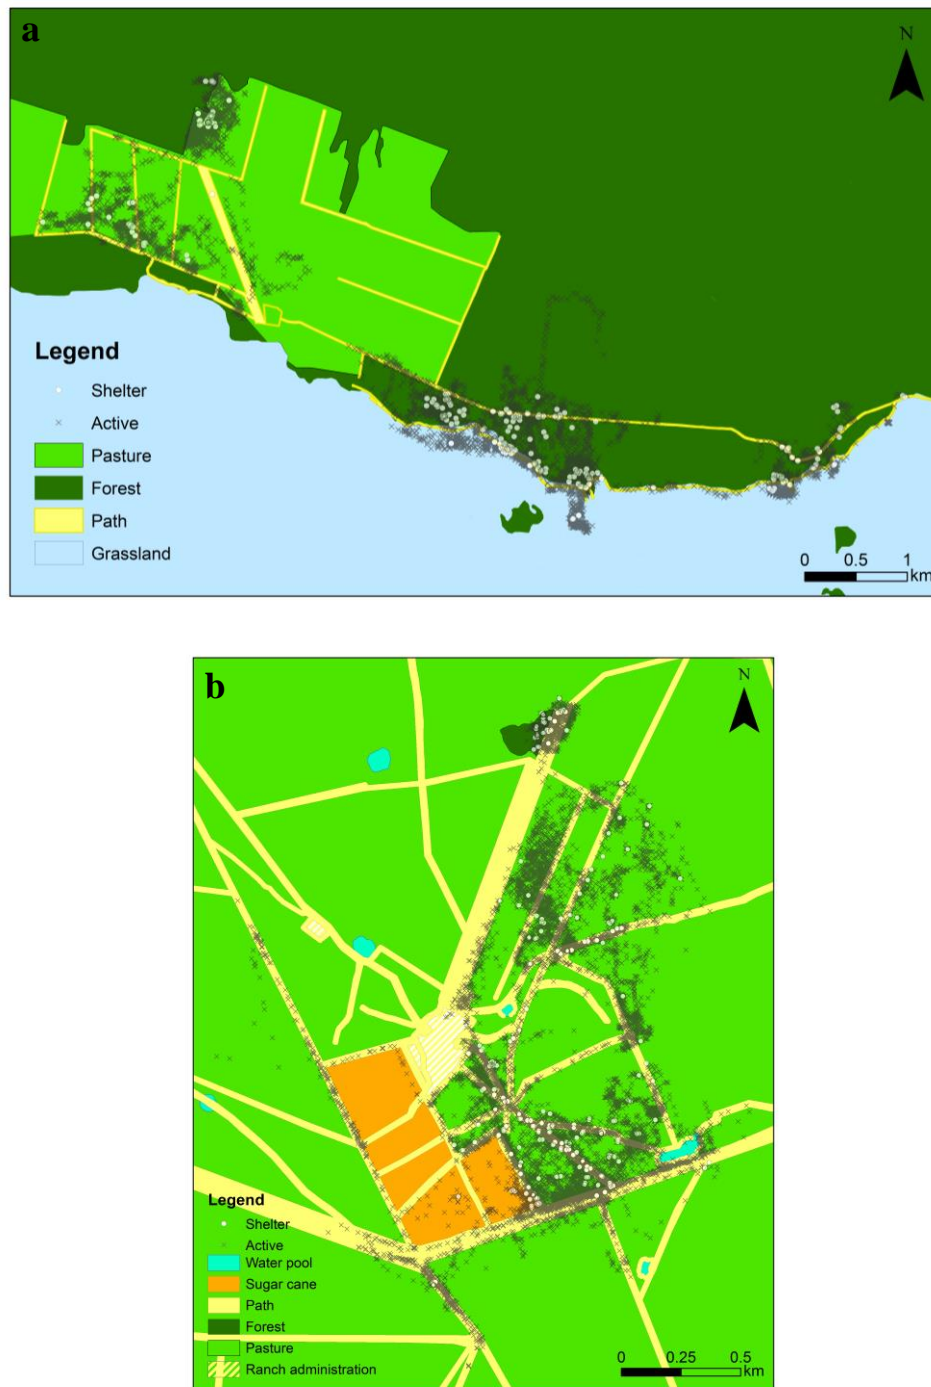 a
N
Legend
Shelter
Active
Pasture
Forest
Path
Grassland
0 0.5 1
km
b
N
Legend
Shelter
Active
Water pool
Sugar cane
Path
Forest
Pasture
Ranch administration
0 0.25 0.5
km